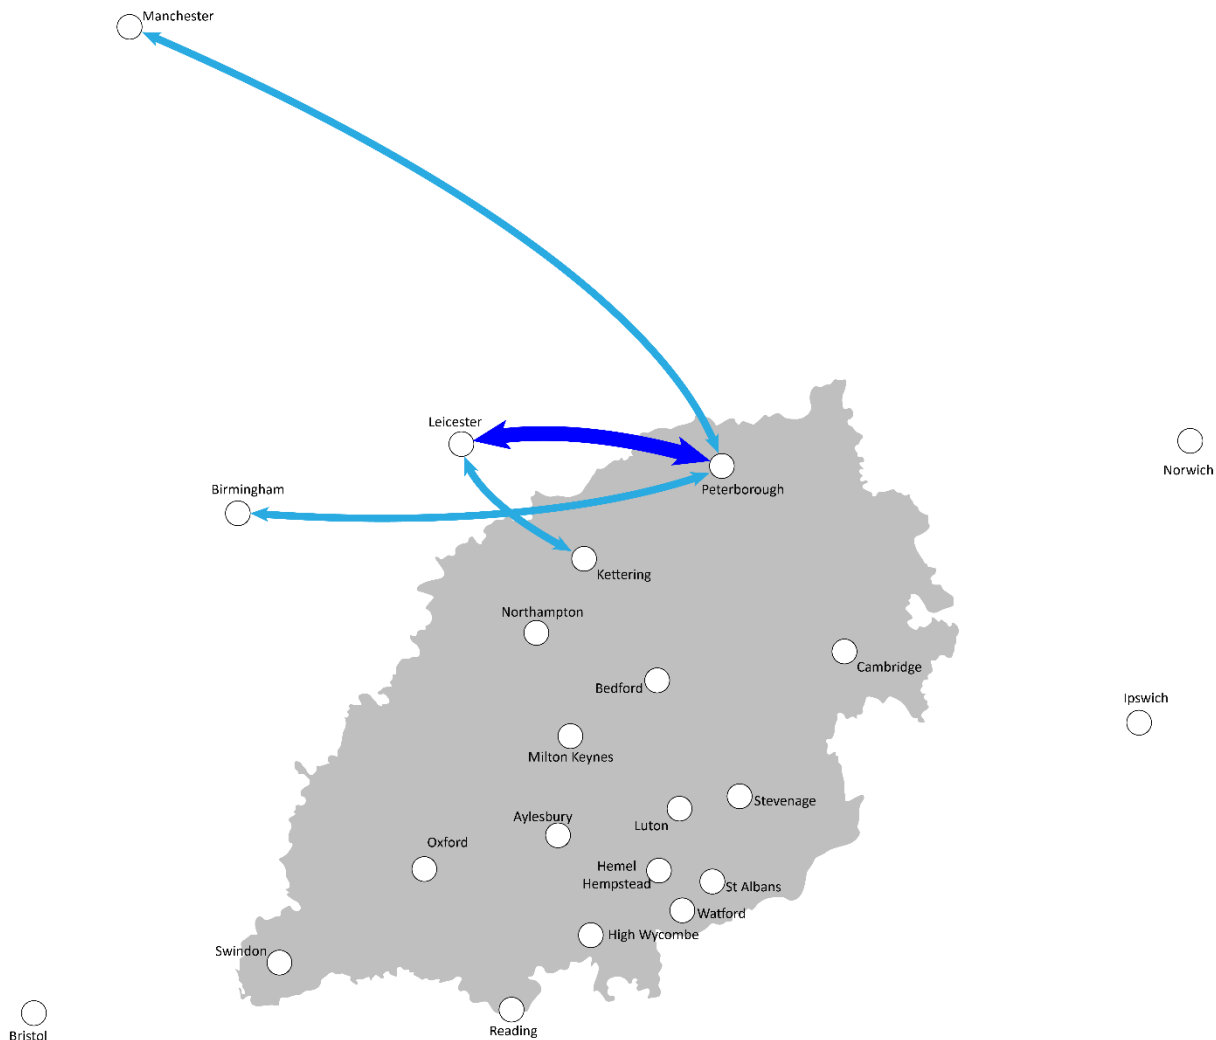 Manchester
Leicester
Norwich
Birmingham
Peterborough
Kettering
Northampton
Cambridge
Bedford
Ipswich
Milton Keynes
Stevenage
Aylesbury
Luton
Oxford
Hemel
Hempstead
St Albans
Watford
High Wycombe
Swindon
Reading
Bristol